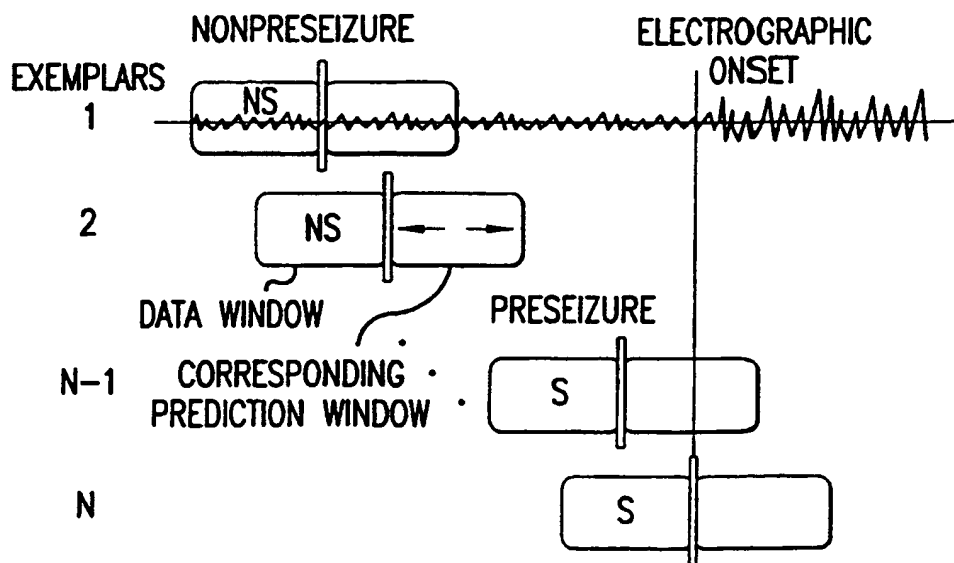 NONPRESEIZURE
ELECTROGRAPHIC
ONSET
EXEMPLARS
1
NS
2
NS
DATA WINDOW
PRESEIZURE
N-1
CORRESPONDING
PREDICTION WINDOW
S
N
S